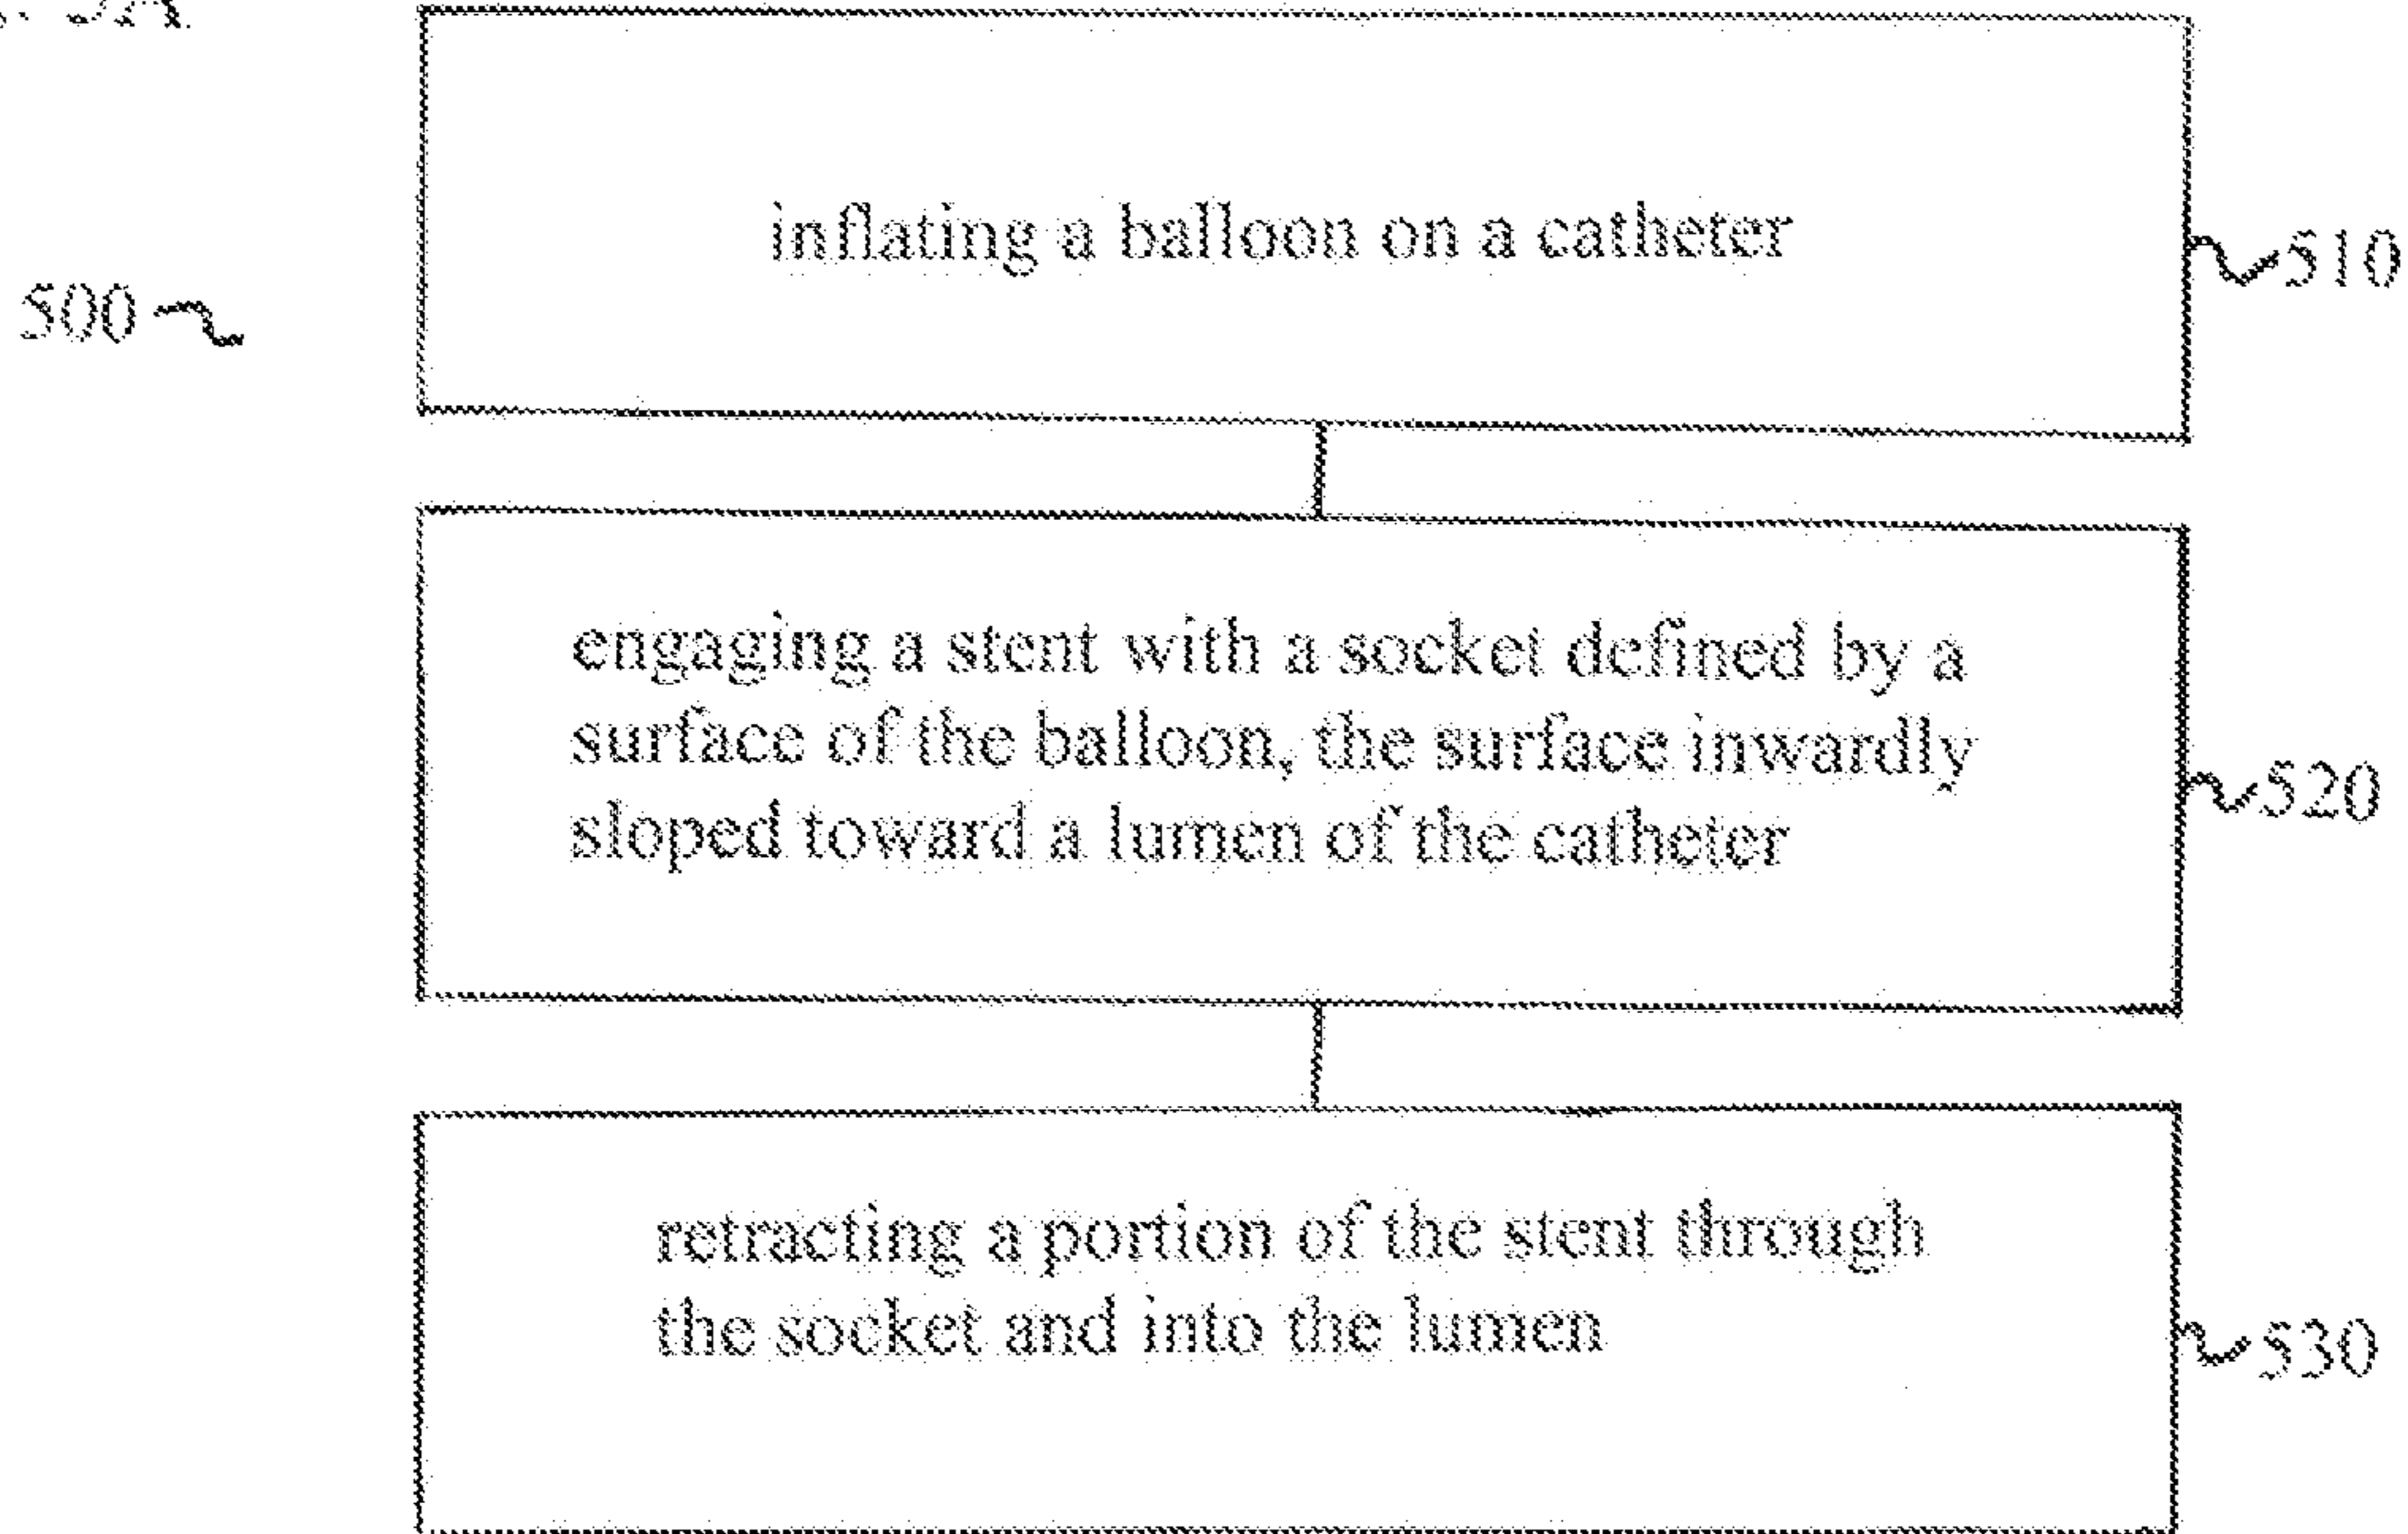 inflating a balloon on a catheter
510
500
engaging a stent with a socket defined by a
surface of the balloon, the surface inwardly
sloped toward a lumen of the catheter
520
retracting a portion of the stent through
the socket and into the lumen
530